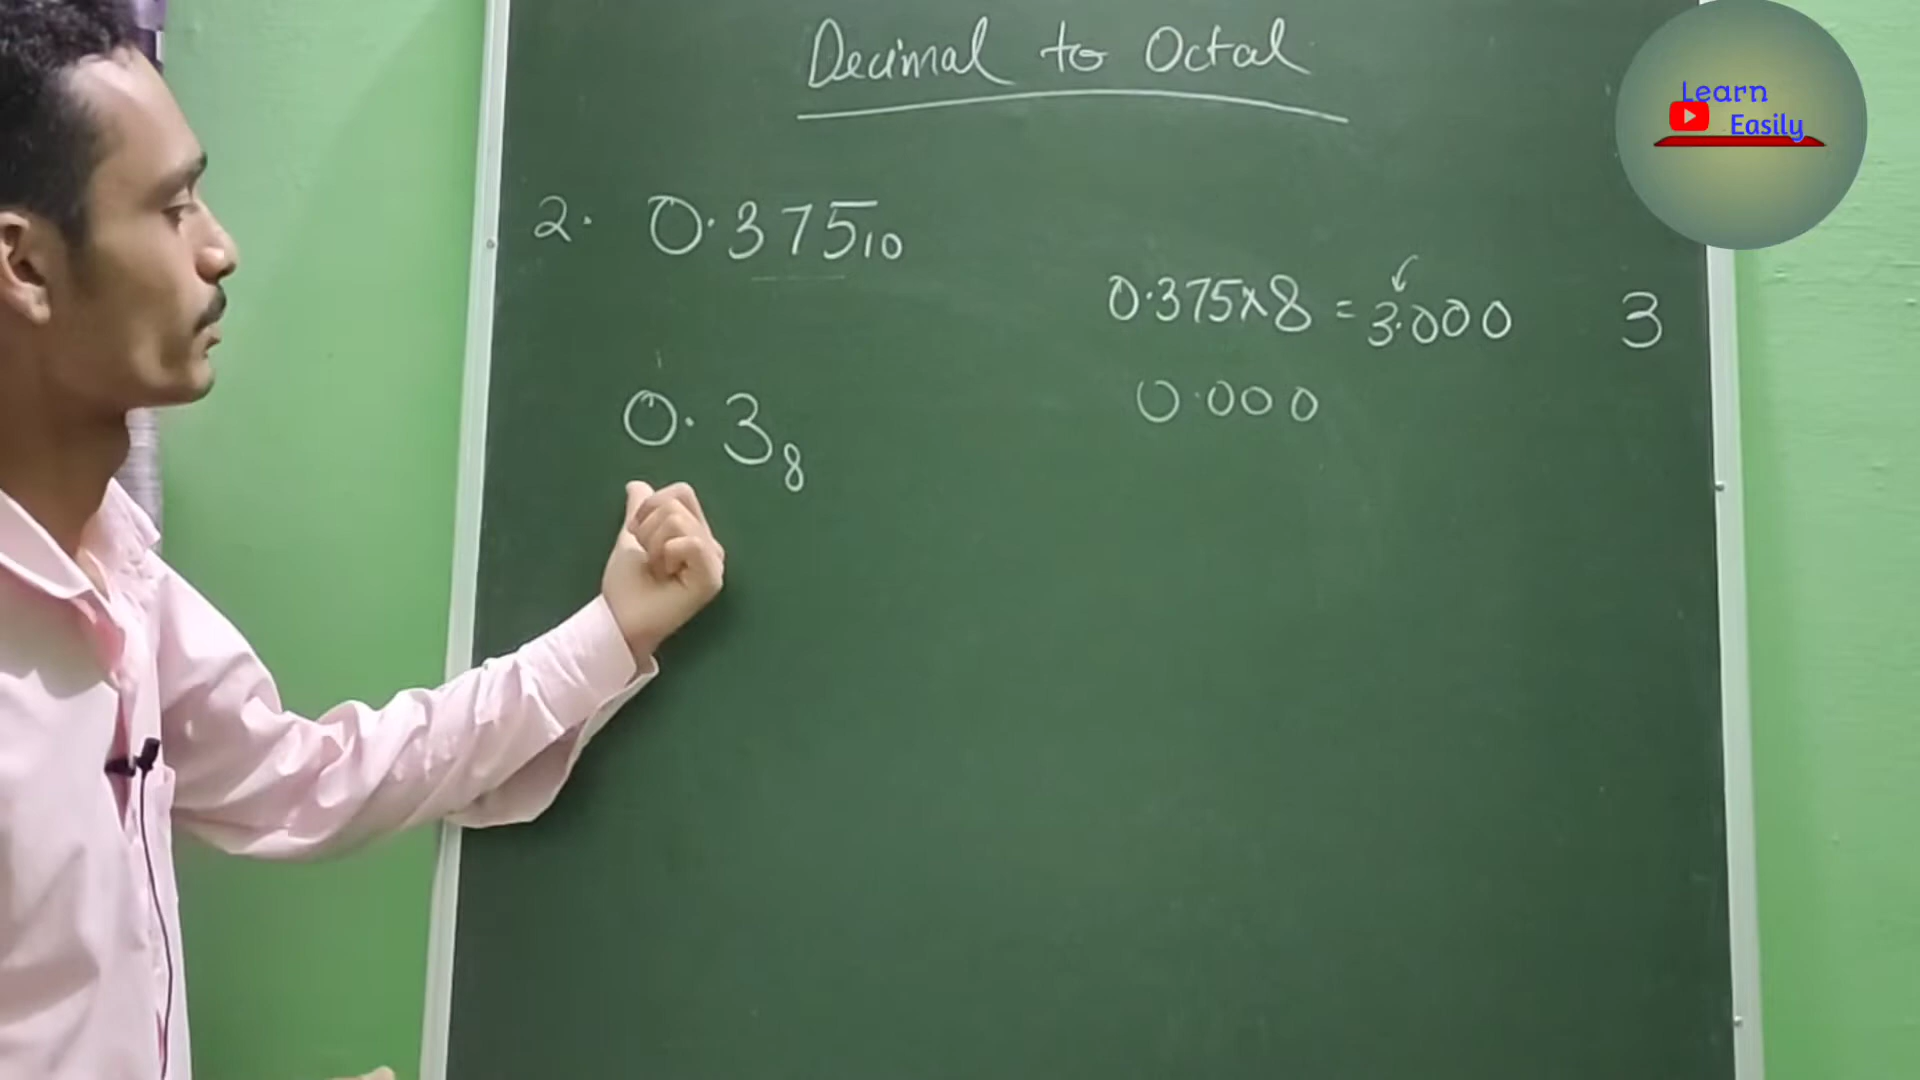 Decimal to Octal
Learn
Easily
2. 0.375₁₀
0.375×8 = 3.000 3
0.000
0.3₈